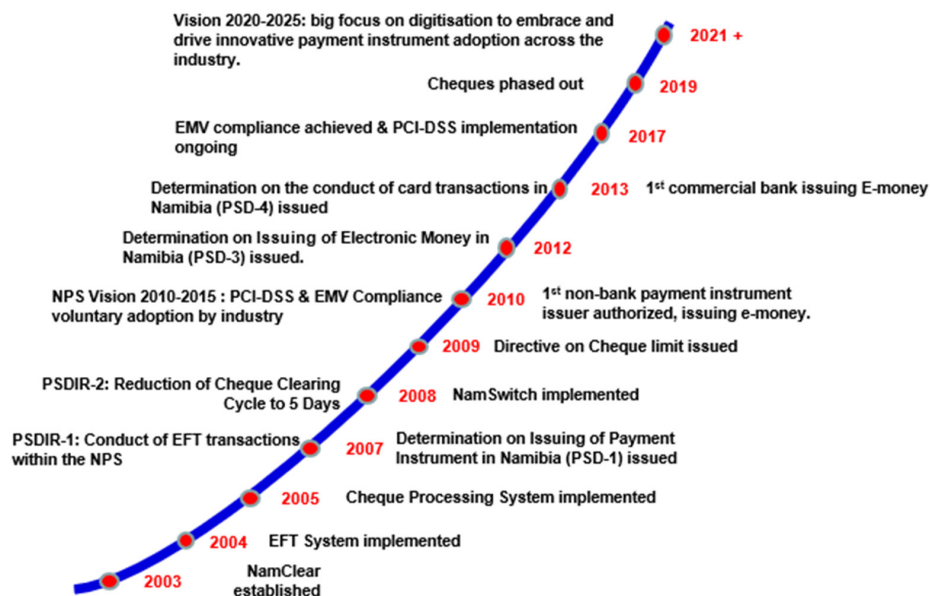 Vision 2020-2025: big focus on digitisation to embrace and
drive innovative payment instrument adoption across the
industry.
2021 +
Cheques phased out
2019
EMV compliance achieved & PCI-DSS implementation
ongoing
2017
Determination on the conduct of card transactions in
Namibia (PSD-4) issued
2013
1st commercial bank issuing E-money
Determination on Issuing of Electronic Money in
Namibia (PSD-3) issued.
2012
NPS Vision 2010-2015 : PCI-DSS & EMV Compliance
voluntary adoption by industry
2010
1st non-bank payment instrument
issuer authorized, issuing e-money.
2009
Directive on Cheque limit issued
PSDIR-2: Reduction of Cheque Clearing
Cycle to 5 Days
2008
NamSwitch implemented
PSDIR-1: Conduct of EFT transactions
within the NPS
2007
Determination on Issuing of Payment
Instrument in Namibia (PSD-1) issued
2005
Cheque Processing System implemented
2004
EFT System implemented
2003
NamClear
established